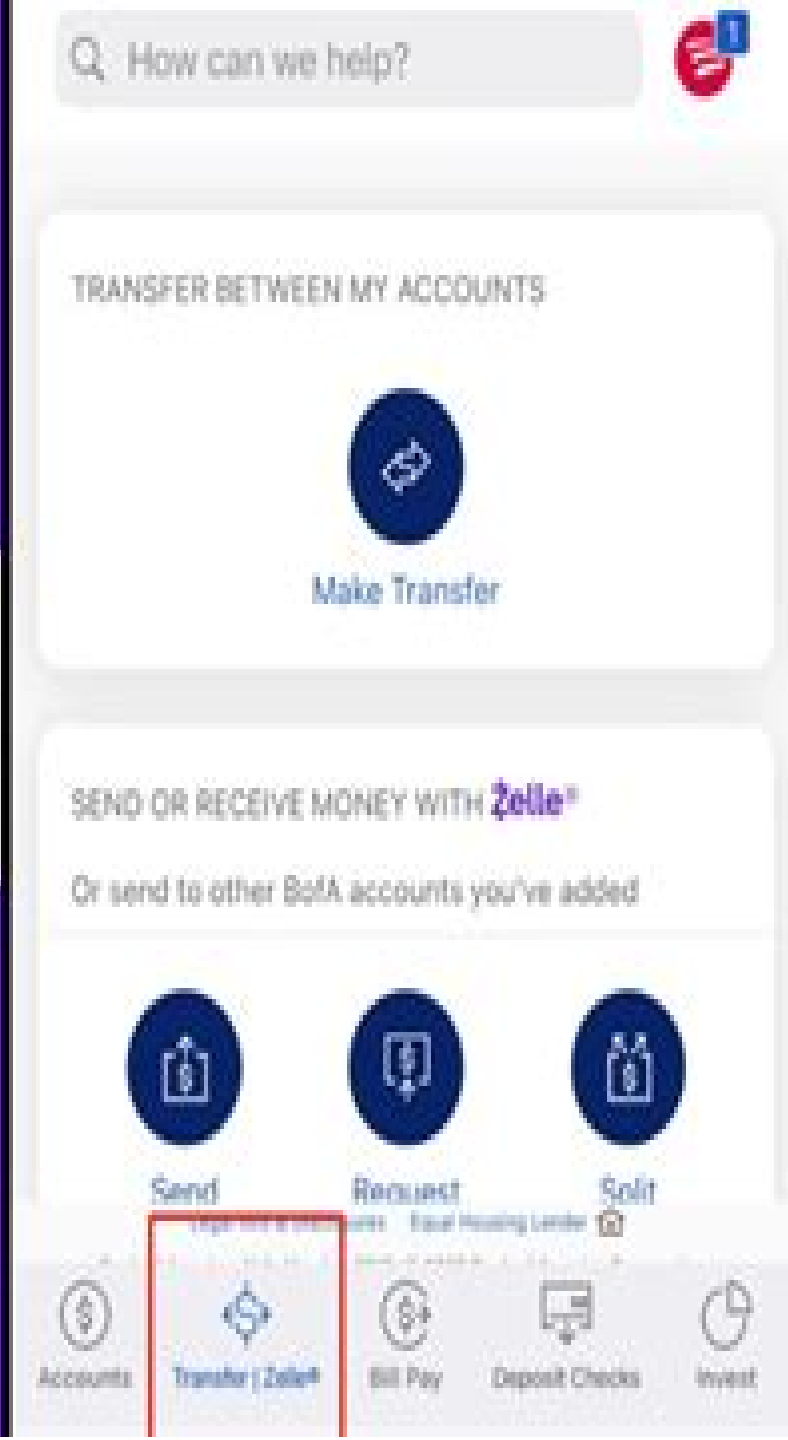 How can we help?
1
TRANSFER BETWEEN MY ACCOUNTS
Make Transfer
SEND OR RECEIVE MONEY WITH Zelle®
Or send to other BofA accounts you've added
Send Request Split
Equal Housing Lender
Accounts Transfer | Zelle® Bill Pay Deposit Checks Invest